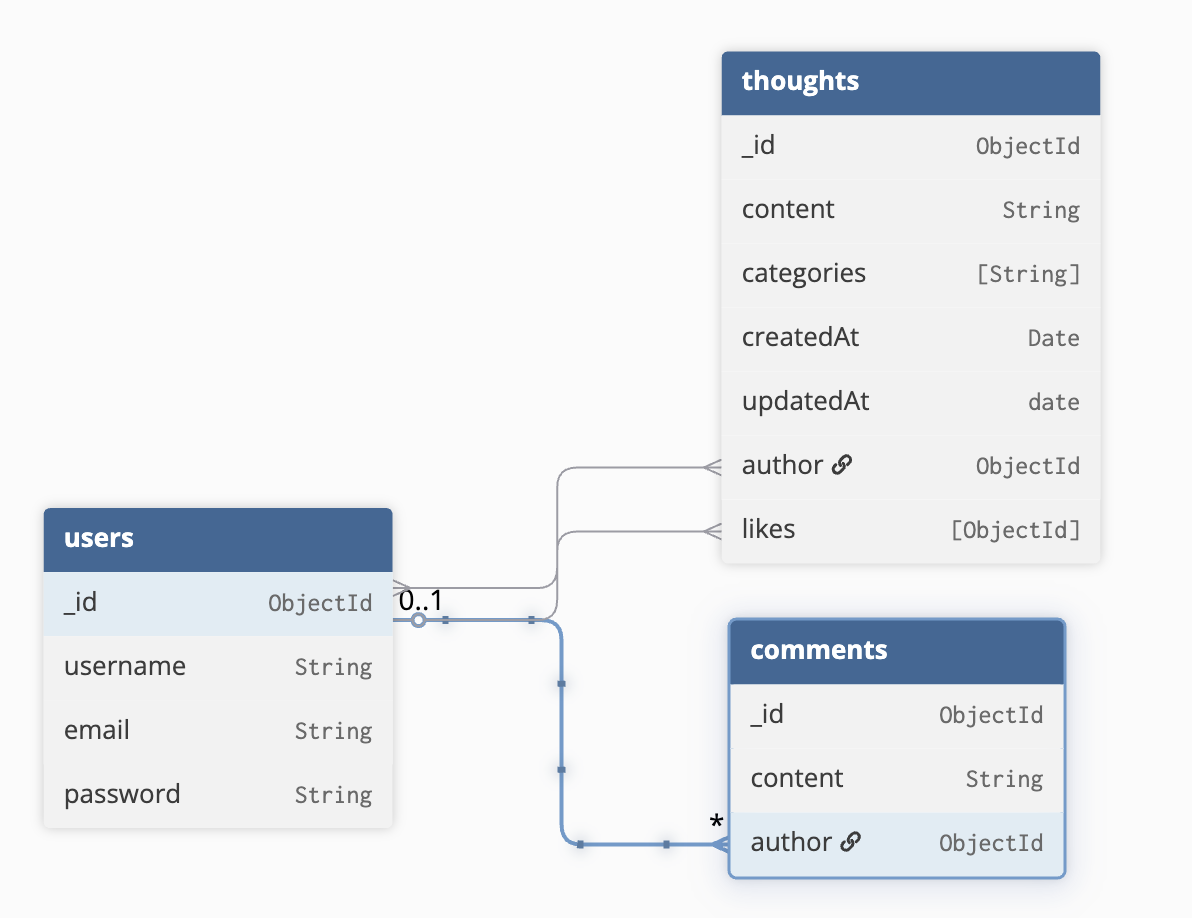 thoughts
_id ObjectId
content String
categories [String]
createdAt Date
updatedAt date
author ObjectId
likes [ObjectId]
users
_id ObjectId
username String
email String
password String
0..1
comments
_id ObjectId
content String
*
author ObjectId